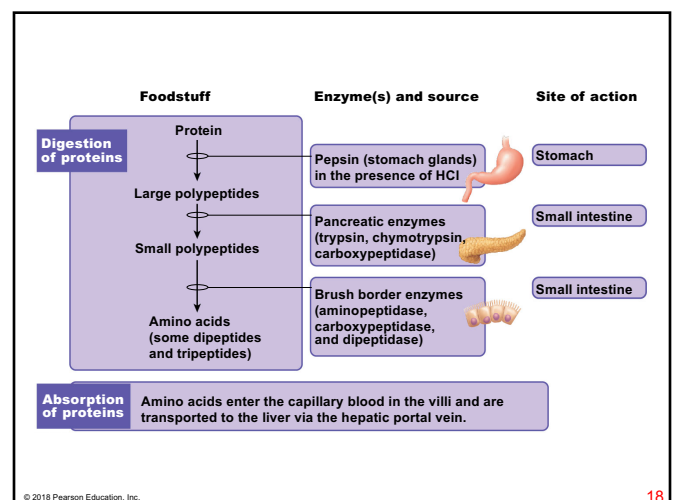 Foodstuff
Enzyme(s) and source
Site of action
Digestion
of proteins
Protein
Large polypeptides
Small polypeptides
Amino acids
(some dipeptides
and tripeptides)
Pepsin (stomach glands)
in the presence of HCl
Stomach
Pancreatic enzymes
(trypsin, chymotrypsin,
carboxypeptidase)
Small intestine
Brush border enzymes
(aminopeptidase,
carboxypeptidase,
and dipeptidase)
Small intestine
Absorption
of proteins
Amino acids enter the capillary blood in the villi and are
transported to the liver via the hepatic portal vein.
© 2018 Pearson Education, Inc.
18